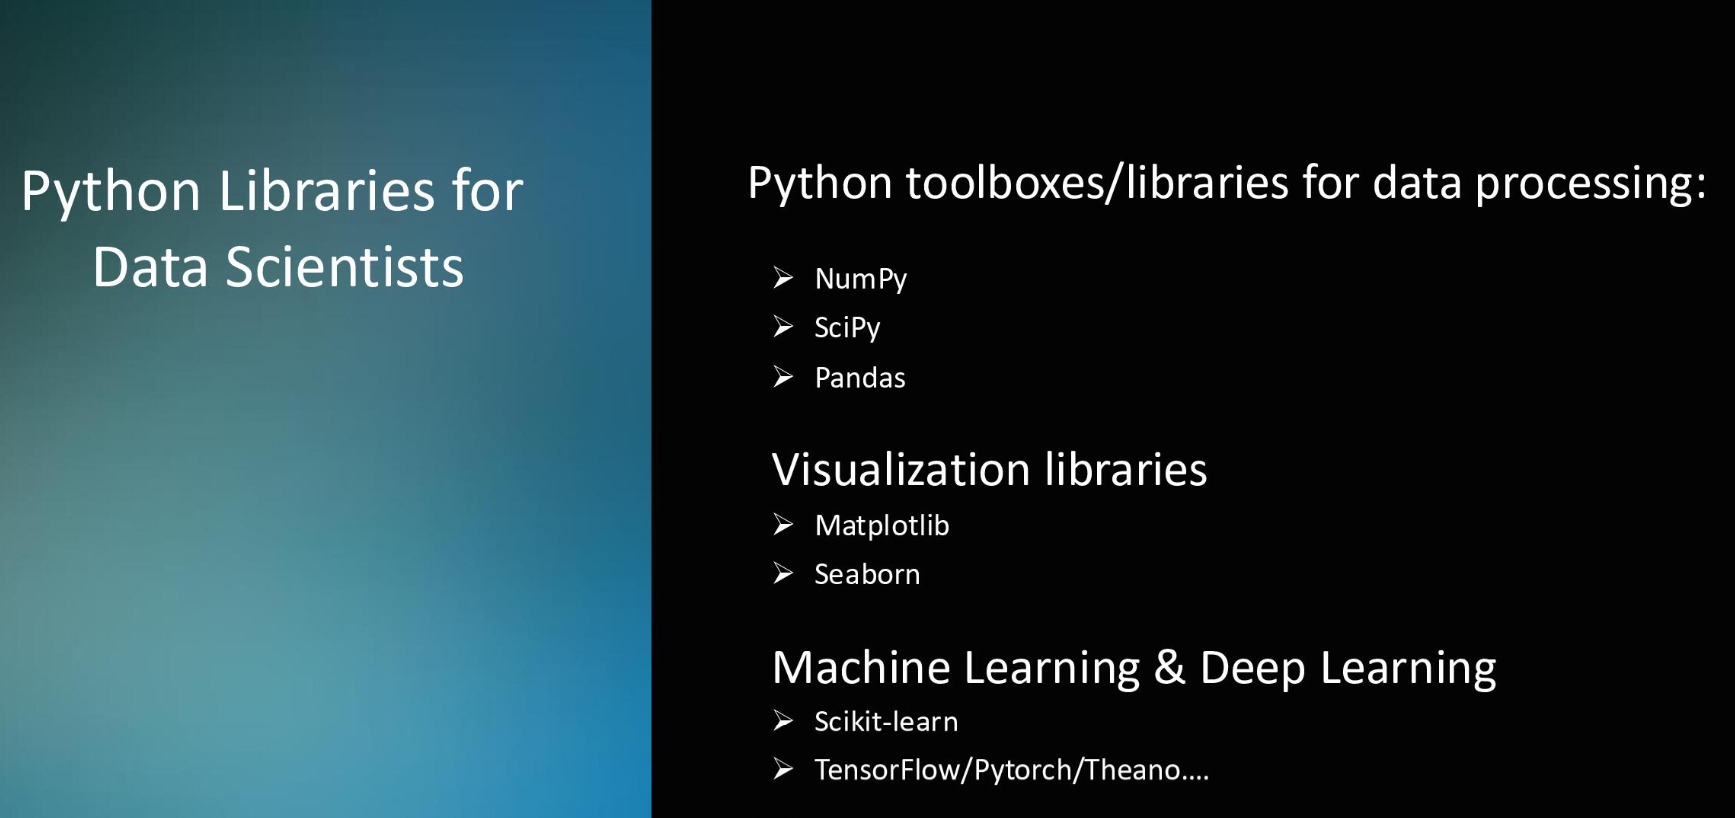 Python Libraries for
Data Scientists
Python toolboxes/libraries for data processing:
➢ NumPy
➢ SciPy
➢ Pandas
Visualization libraries
➢ Matplotlib
➢ Seaborn
Machine Learning & Deep Learning
➢ Scikit-learn
➢ TensorFlow/Pytorch/Theano....